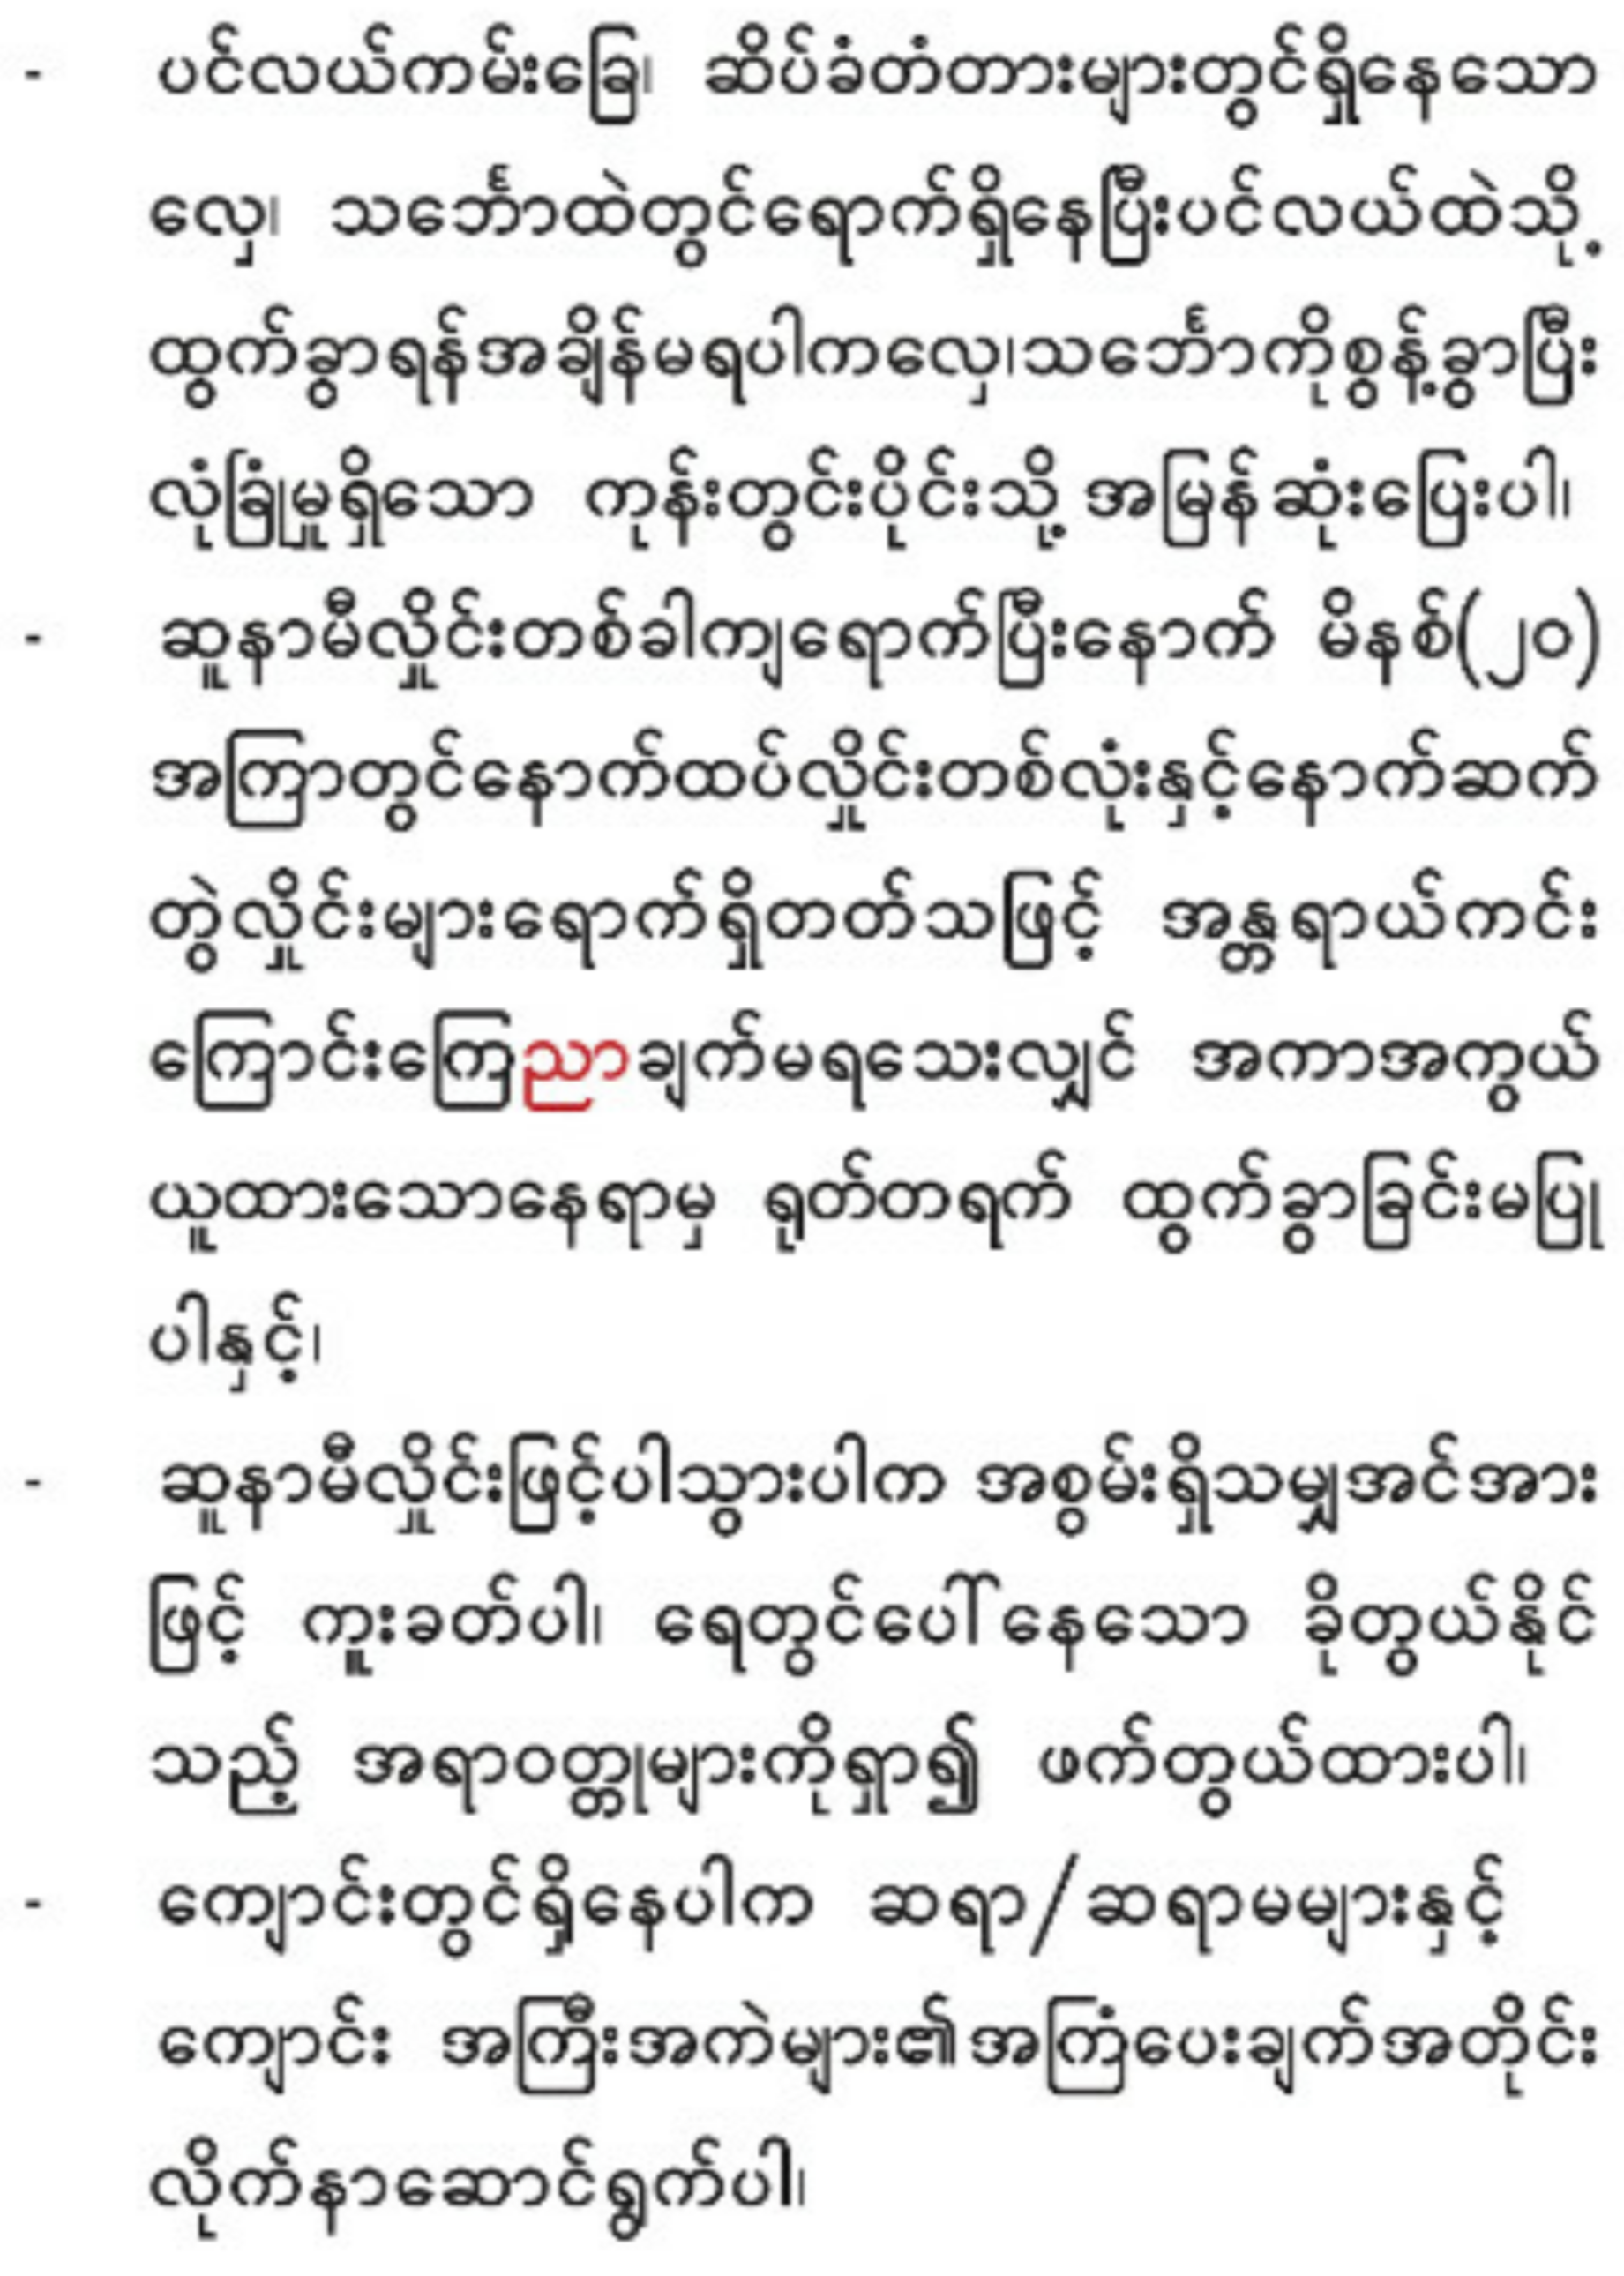 - ပင်လယ်ကမ်းခြေ၊ ဆိပ်ခံတံတားများတွင်ရှိနေသော
လှေ၊ သင်္ဘောထဲတွင်ရောက်ရှိနေပြီးပင်လယ်ထဲသို့
ထွက်ခွာရန်အချိန်မရပါကလှေ၊သင်္ဘောကိုစွန့်ခွာပြီး
လုံခြုံမှုရှိသော ကုန်းတွင်းပိုင်းသို့ အမြန်ဆုံးပြေးပါ၊
- ဆူနာမီလှိုင်းတစ်ခါကျရောက်ပြီးနောက် မိနစ်(၂၀)
အကြာတွင်နောက်ထပ်လှိုင်းတစ်လုံးနှင့်နောက်ဆက်
တွဲလှိုင်းများရောက်ရှိတတ်သဖြင့် အန္တရာယ်ကင်း
ကြောင်းကြေညာချက်မရသေးလျှင် အကာအကွယ်
ယူထားသောနေရာမှ ရုတ်တရက် ထွက်ခွာခြင်းမပြု
ပါနှင့်၊
- ဆူနာမီလှိုင်းဖြင့်ပါသွားပါက အစွမ်းရှိသမျှအင်အား
ဖြင့် ကူးခတ်ပါ၊ ရေတွင်ပေါ်နေသော ခိုတွယ်နိုင်
သည့် အရာဝတ္တုများကိုရှာ၍ ဖက်တွယ်ထားပါ၊
- ကျောင်းတွင်ရှိနေပါက ဆရာ/ဆရာမများနှင့်
ကျောင်း အကြီးအကဲများ၏အကြံပေးချက်အတိုင်း
လိုက်နာဆောင်ရွက်ပါ၊